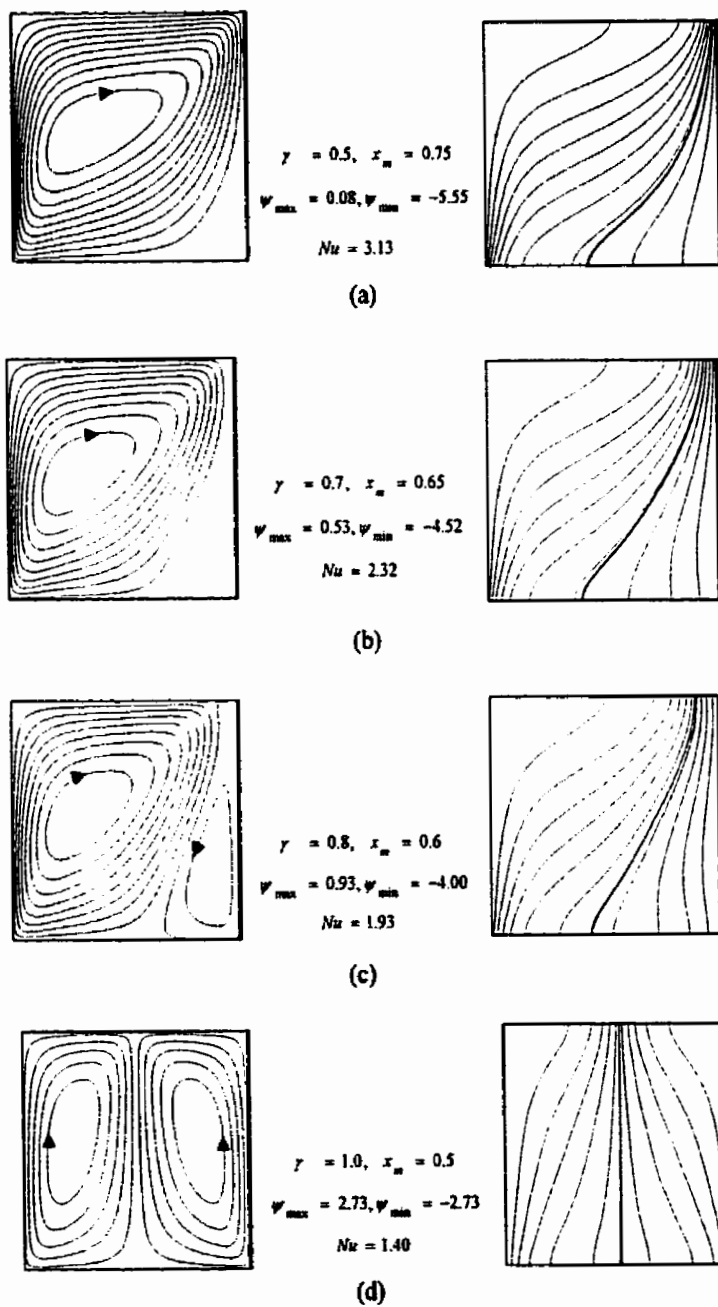 γ = 0.5, x_m = 0.75
ψ_max = 0.08, ψ_min = −5.55
Nu = 3.13
(a)
γ = 0.7, x_m = 0.65
ψ_max = 0.53, ψ_min = −4.52
Nu = 2.32
(b)
γ = 0.8, x_m = 0.6
ψ_max = 0.93, ψ_min = −4.00
Nu = 1.93
(c)
γ = 1.0, x_m = 0.5
ψ_max = 2.73, ψ_min = −2.73
Nu = 1.40
(d)